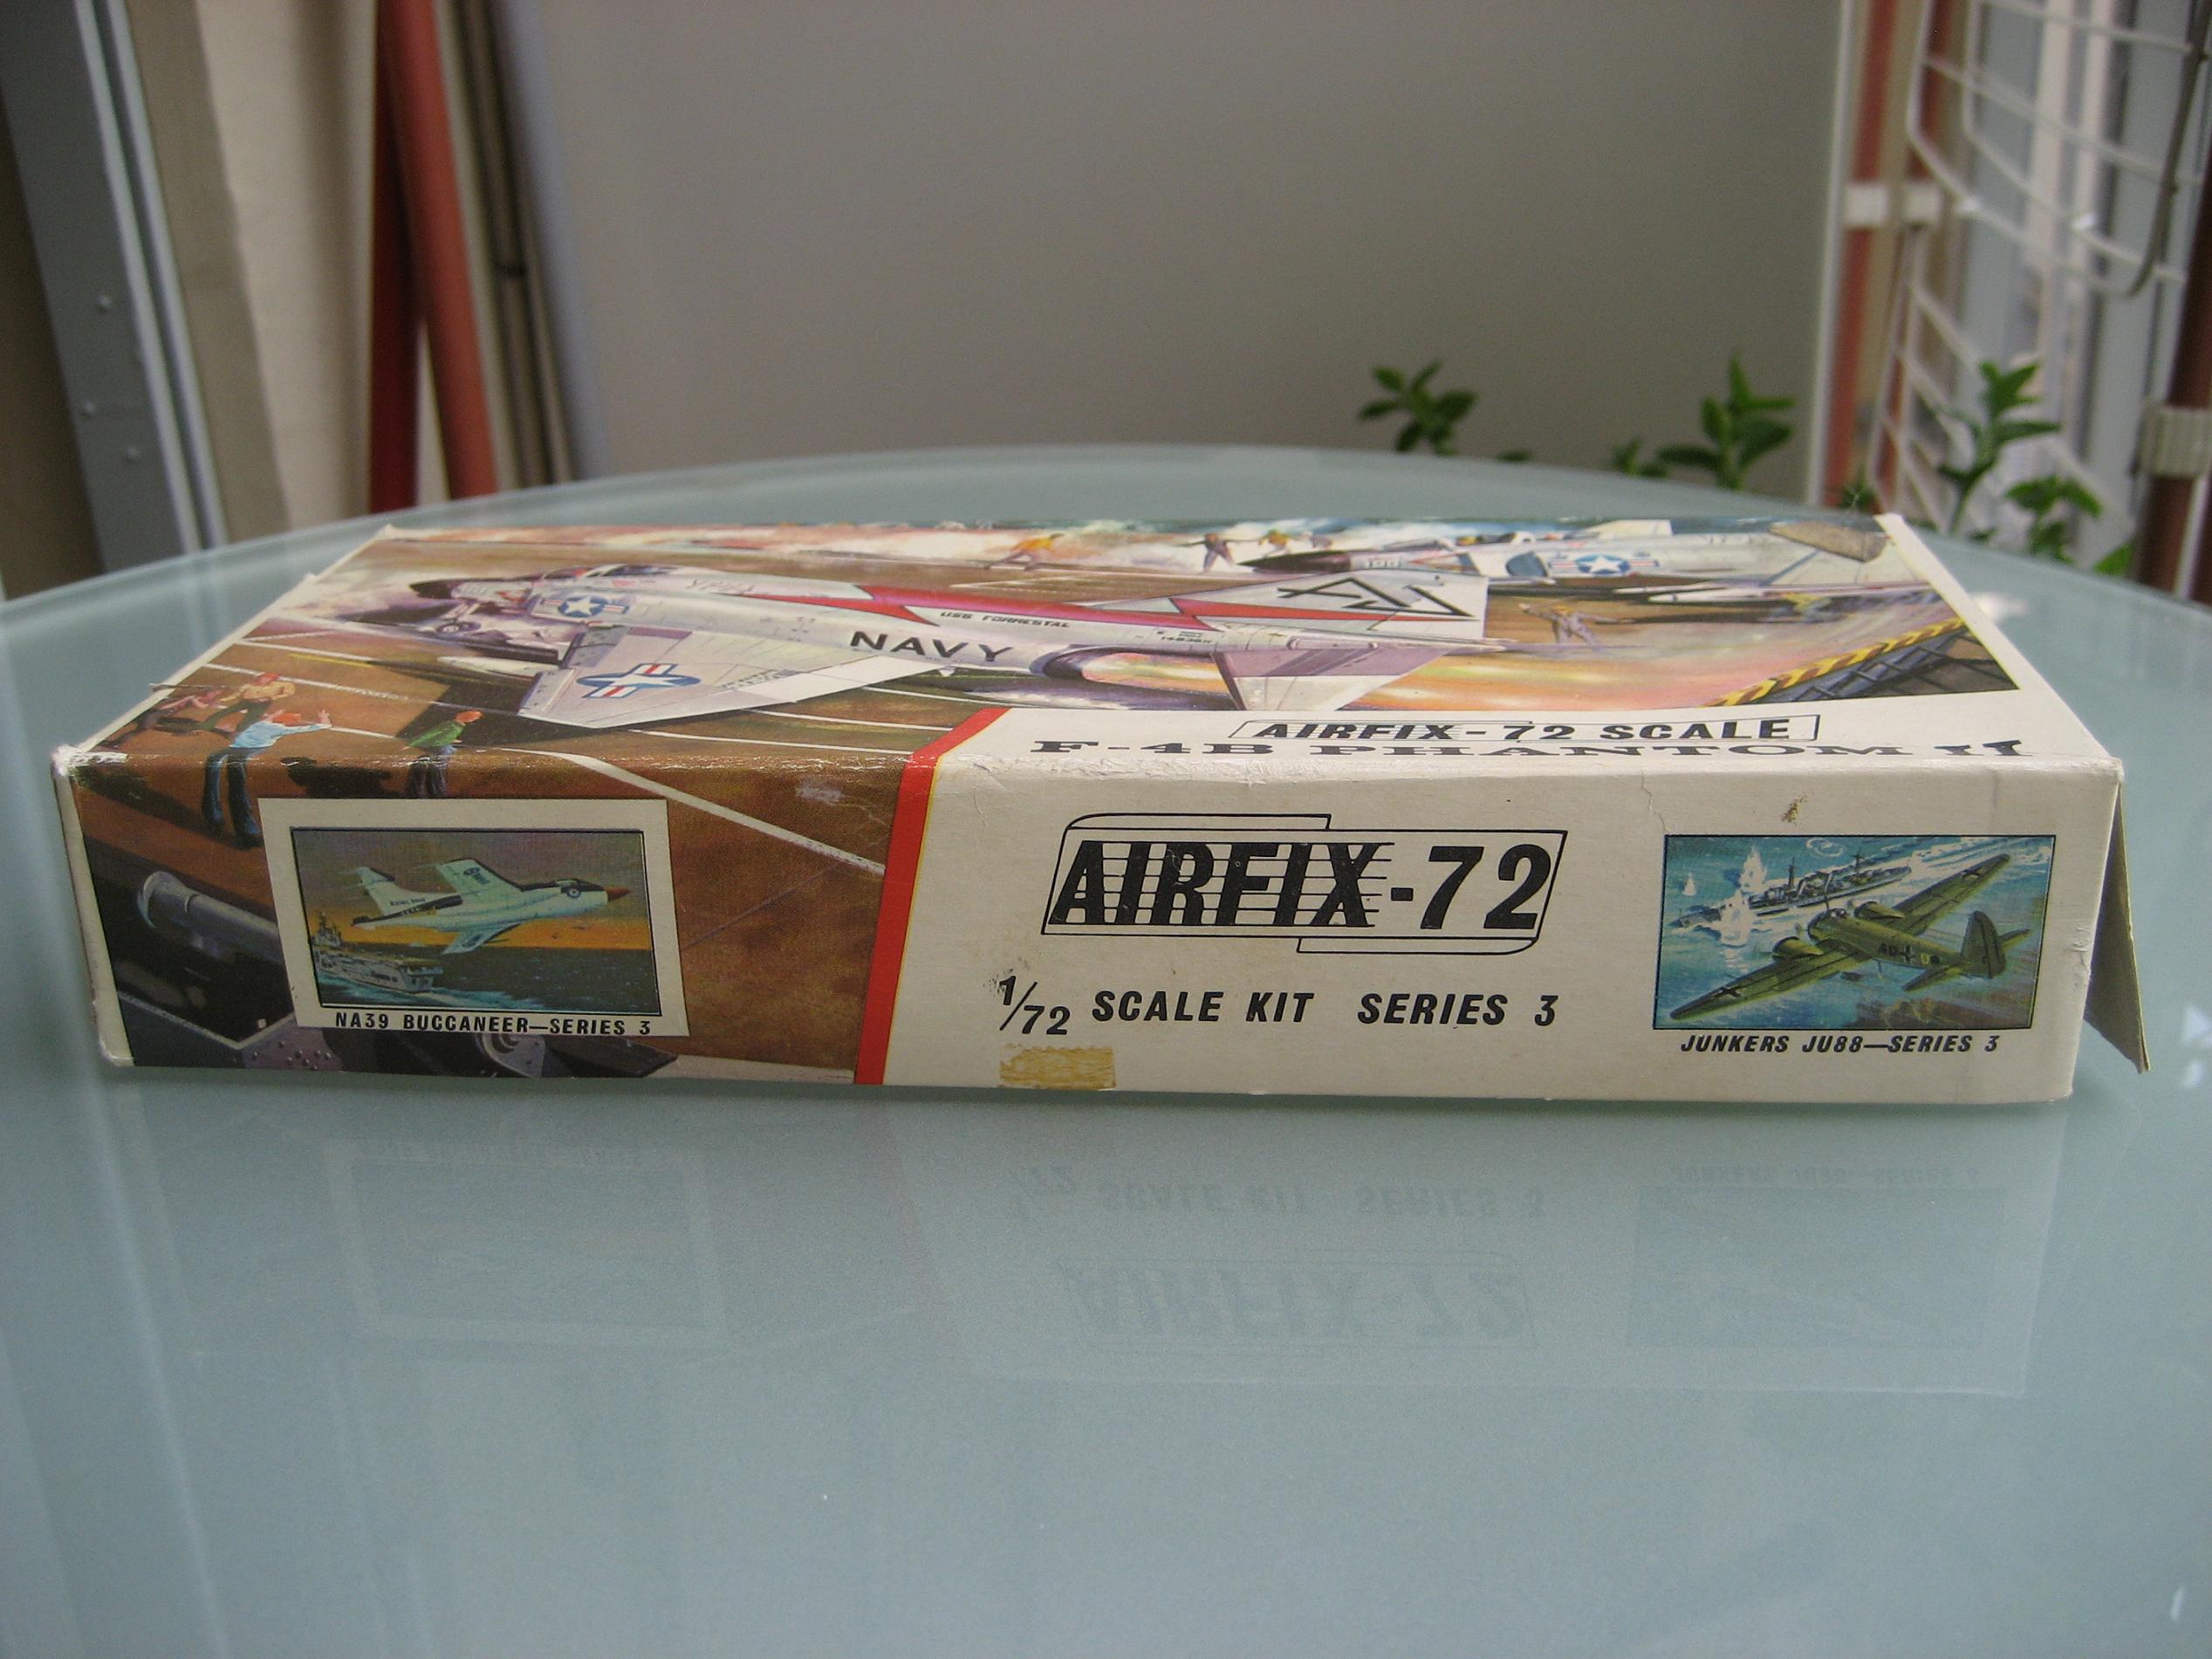 USS FORRESTAL
NAVY
AJ
AIRFIX-72 SCALE
F-4B PHANTOM II
AIRFIX-72
1/72 SCALE KIT SERIES 3
NA39 BUCCANEER—SERIES 3
JUNKERS JU88—SERIES 3